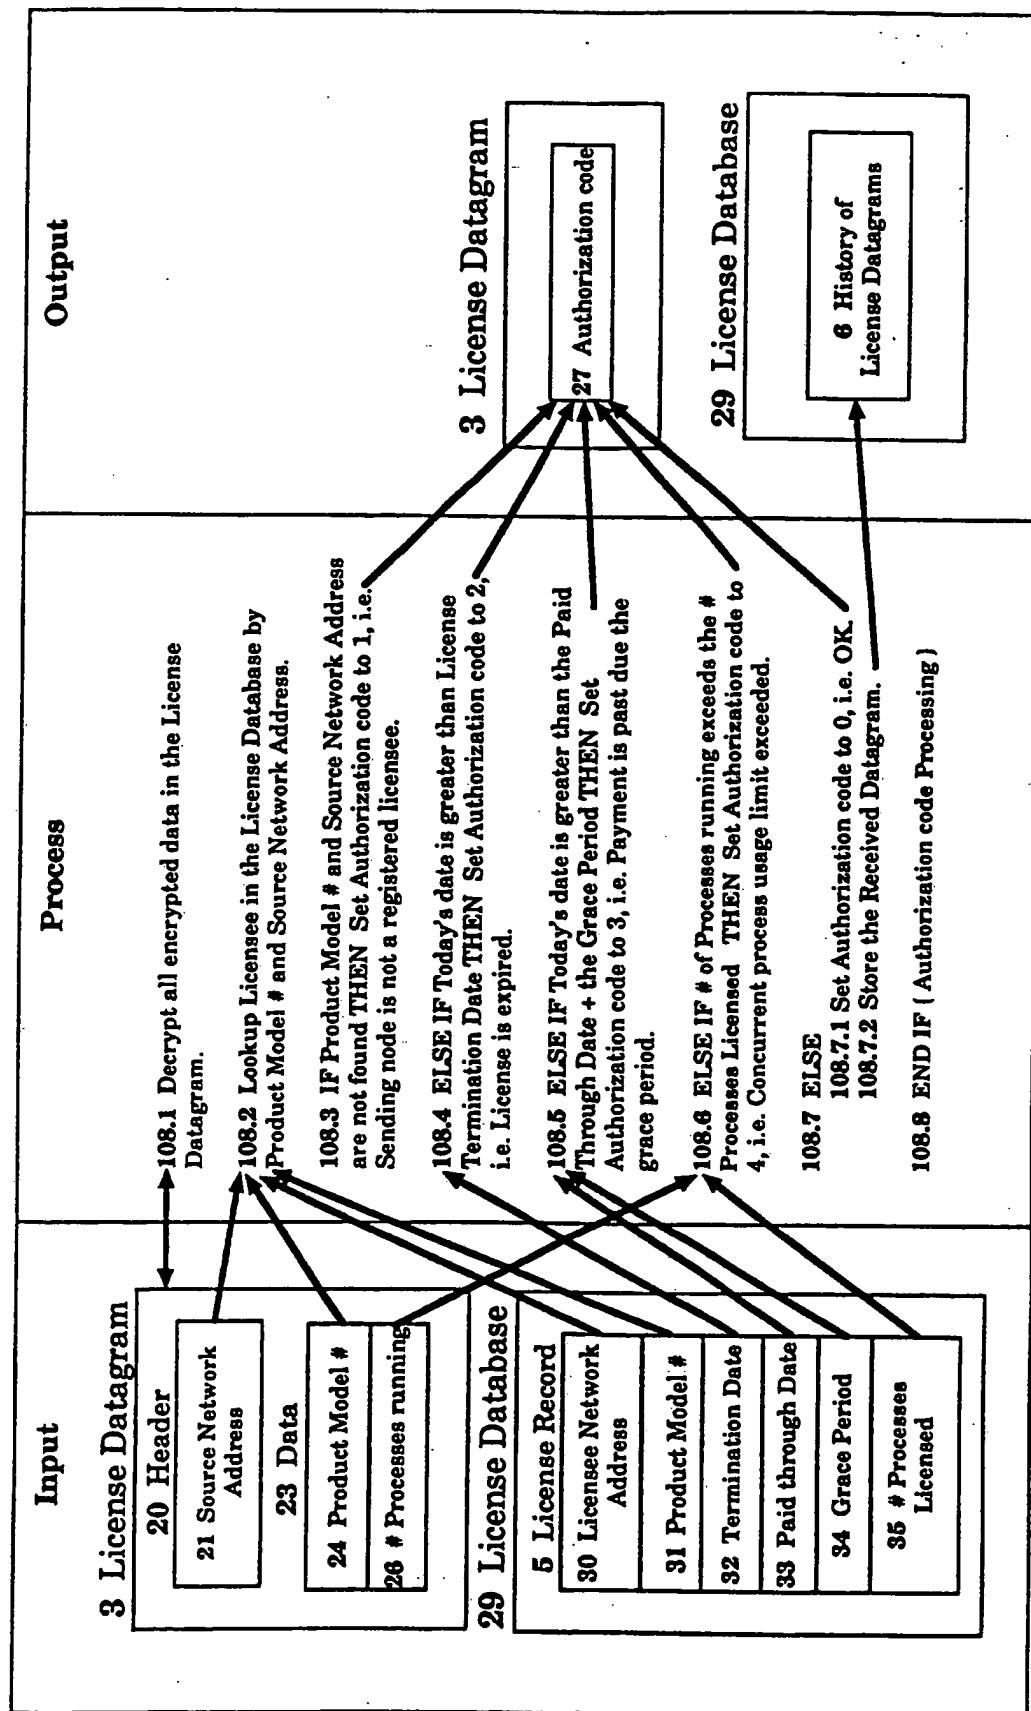 Input
3 License Datagram
20 Header
21 Source Network
Address
23 Data
24 Product Model #
26 # Processes running
29 License Database
5 License Record
30 Licensee Network
Address
31 Product Model #
32 Termination Date
33 Paid through Date
34 Grace Period
35 # Processes
Licensed
Process
108.1 Decrypt all encrypted data in the License
Datagram.
108.2 Lookup Licensee in the License Database by
Product Model # and Source Network Address.
108.3 IF Product Model # and Source Network Address
are not found THEN Set Authorization code to 1, i.e.
Sending node is not a registered licensee.
108.4 ELSE IF Today's date is greater than License
Termination Date THEN Set Authorization code to 2,
i.e. License is expired.
108.5 ELSE IF Today's date is greater than the Paid
Through Date + the Grace Period THEN Set
Authorization code to 3, i.e. Payment is past due the
grace period.
108.6 ELSE IF # of Processes running exceeds the #
Processes Licensed THEN Set Authorization code to
4, i.e. Concurrent process usage limit exceeded.
108.7 ELSE
108.7.1 Set Authorization code to 0, i.e. OK.
108.7.2 Store the Received Datagram.
108.8 END IF { Authorization code Processing }
Output
3 License Datagram
27 Authorization code
29 License Database
6 History of
License Datagrams